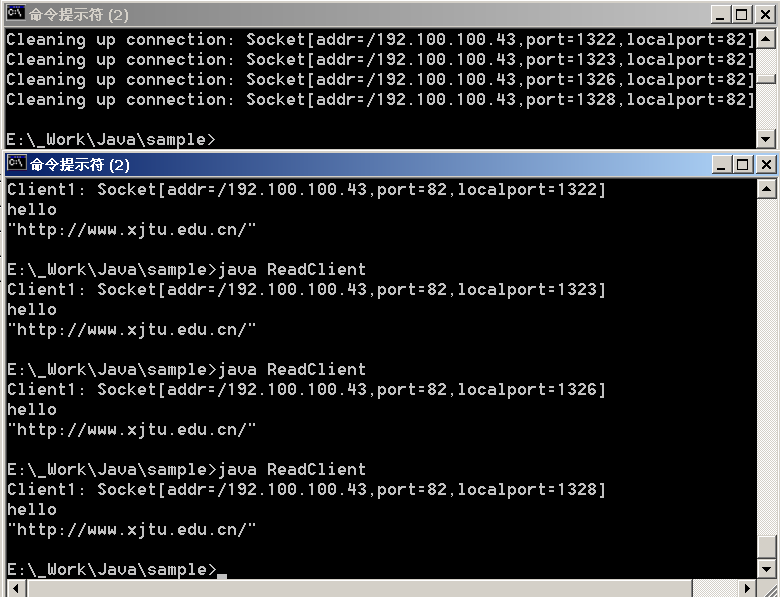 命令提示符 (2)
Cleaning up connection: Socket[addr=/192.100.100.43,port=1322,localport=82]
Cleaning up connection: Socket[addr=/192.100.100.43,port=1323,localport=82]
Cleaning up connection: Socket[addr=/192.100.100.43,port=1326,localport=82]
Cleaning up connection: Socket[addr=/192.100.100.43,port=1328,localport=82]
E:\_Work\Java\sample>
命令提示符 (2)
Client1: Socket[addr=/192.100.100.43,port=82,localport=1322]
hello
"http://www.xjtu.edu.cn/"
E:\_Work\Java\sample>java ReadClient
Client1: Socket[addr=/192.100.100.43,port=82,localport=1323]
hello
"http://www.xjtu.edu.cn/"
E:\_Work\Java\sample>java ReadClient
Client1: Socket[addr=/192.100.100.43,port=82,localport=1326]
hello
"http://www.xjtu.edu.cn/"
E:\_Work\Java\sample>java ReadClient
Client1: Socket[addr=/192.100.100.43,port=82,localport=1328]
hello
"http://www.xjtu.edu.cn/"
E:\_Work\Java\sample>_